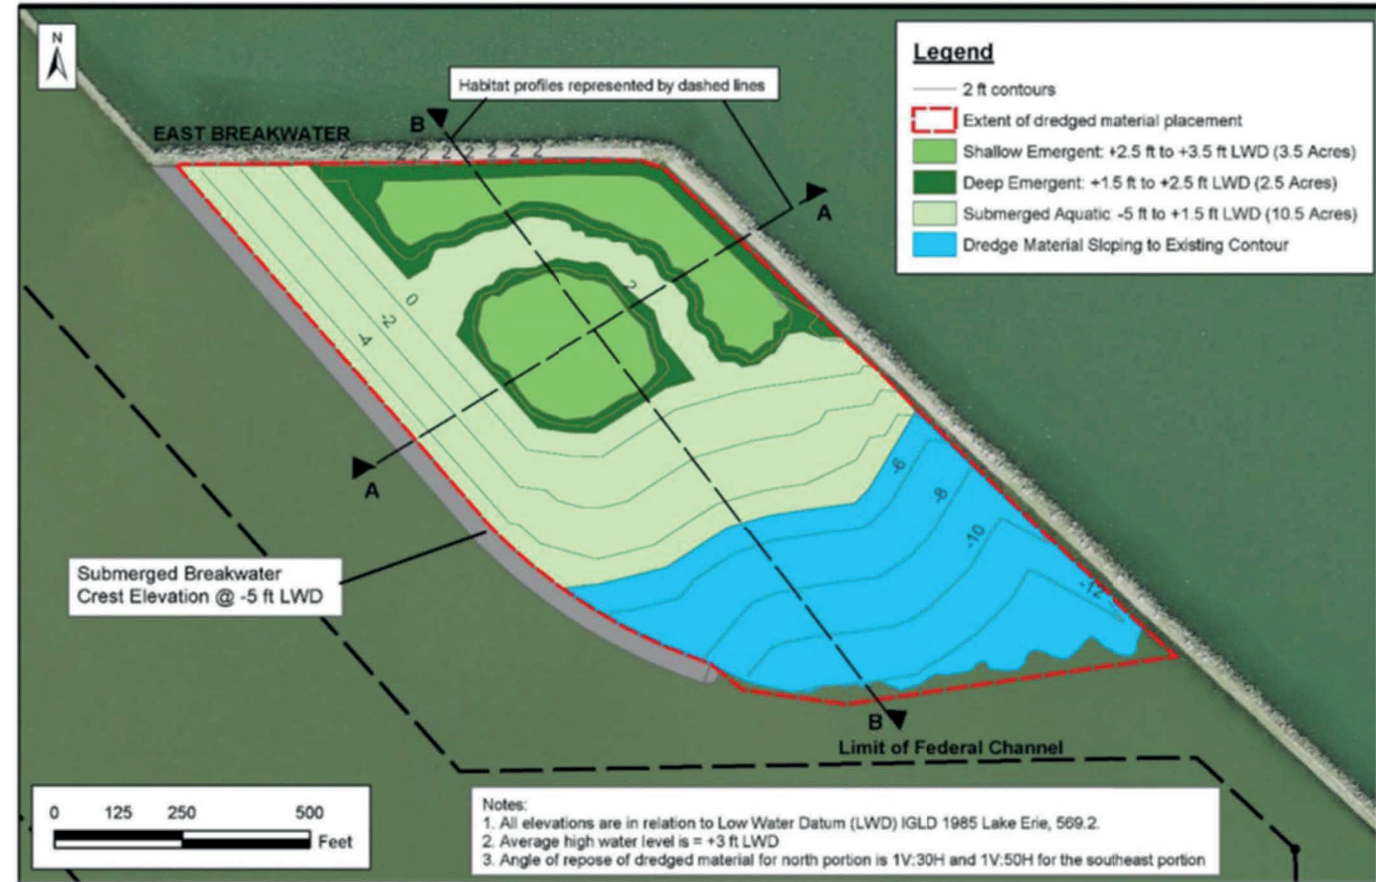 N
Habitat profiles represented by dashed lines
B
EAST BREAKWATER
2 2 2 2 2 2 2 2
A
Legend
2 ft contours
Extent of dredged material placement
Shallow Emergent: +2.5 ft to +3.5 ft LWD (3.5 Acres)
Deep Emergent: +1.5 ft to +2.5 ft LWD (2.5 Acres)
Submerged Aquatic: -5 ft to +1.5 ft LWD (10.5 Acres)
Dredge Material Sloping to Existing Contour
2
0
-2
-4
-6
-8
-10
-12
A
Submerged Breakwater
Crest Elevation @ -5 ft LWD
B
Limit of Federal Channel
0 125 250 500
Feet
Notes:
1. All elevations are in relation to Low Water Datum (LWD) IGLD 1985 Lake Erie, 569.2.
2. Average high water level is = +3 ft LWD
3. Angle of repose of dredged material for north portion is 1V:30H and 1V:50H for the southeast portion